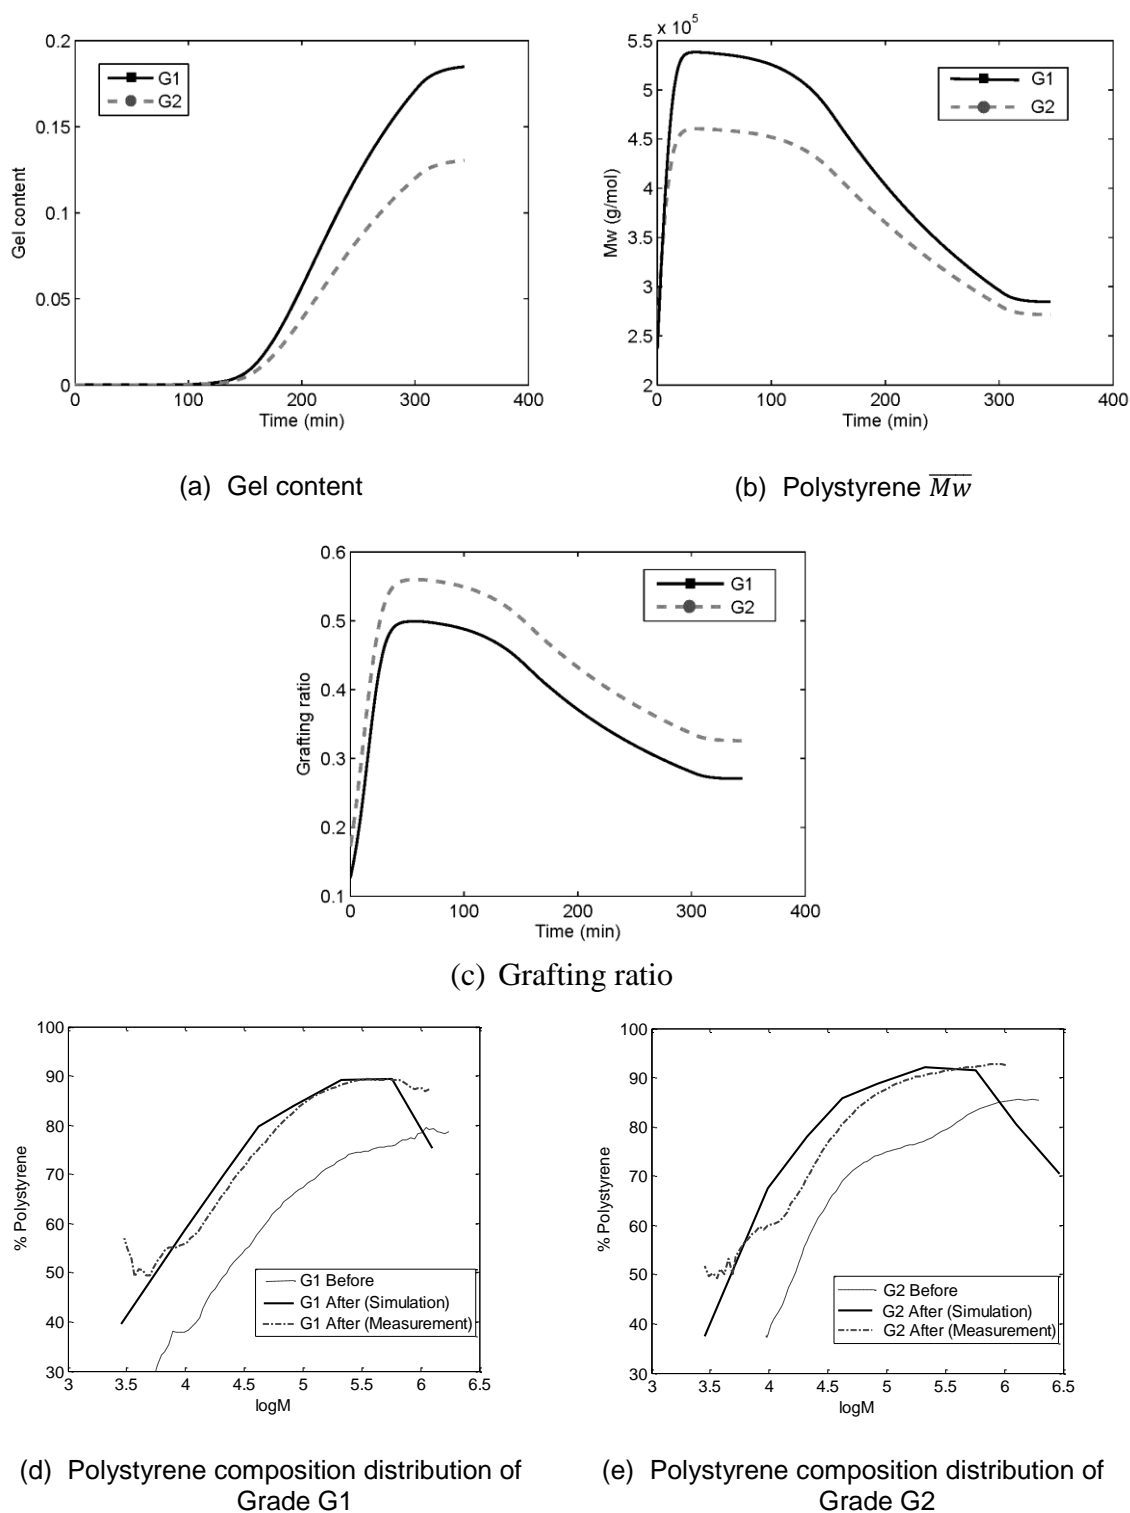 0.2
0.15
0.1
0.05
0
0
100
200
300
400
Gel content
Time (min)
G1
G2
(a) Gel content
x 10^5
5.5
5
4.5
4
3.5
3
2.5
2
0
100
200
300
400
Mw (g/mol)
Time (min)
G1
G2
(b) Polystyrene M̅w̅
0.6
0.5
0.4
0.3
0.2
0.1
0
100
200
300
400
Grafting ratio
Time (min)
G1
G2
(c) Grafting ratio
100
90
80
70
60
50
40
30
3
3.5
4
4.5
5
5.5
6
6.5
% Polystyrene
logM
G1 Before
G1 After (Simulation)
G1 After (Measurement)
(d) Polystyrene composition distribution of
Grade G1
100
90
80
70
60
50
40
30
3
3.5
4
4.5
5
5.5
6
6.5
% Polystyrene
logM
G2 Before
G2 After (Simulation)
G2 After (Measurement)
(e) Polystyrene composition distribution of
Grade G2